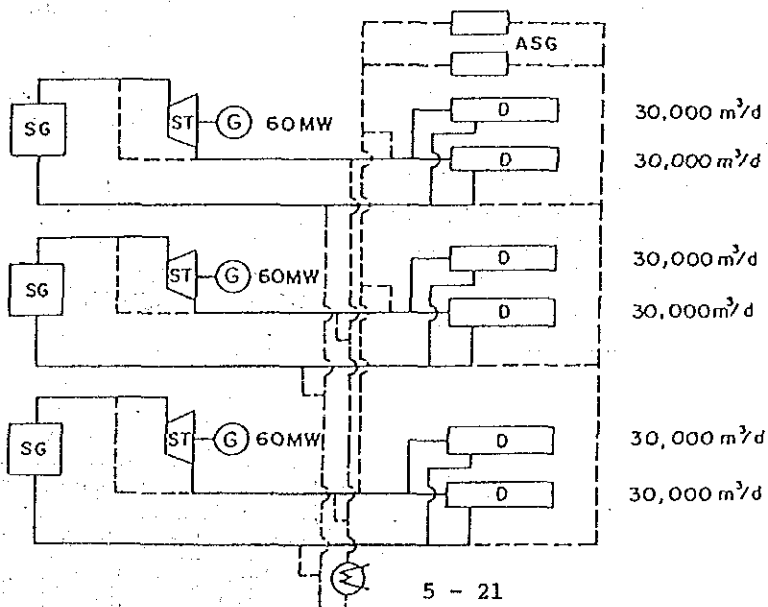 ASG
SG
ST
G 60MW
D 30,000 m³/d
D 30,000 m³/d
SG
ST
G 60MW
D 30,000 m³/d
D 30,000 m³/d
SG
ST
G 60MW
D 30,000 m³/d
D 30,000 m³/d
5 - 21